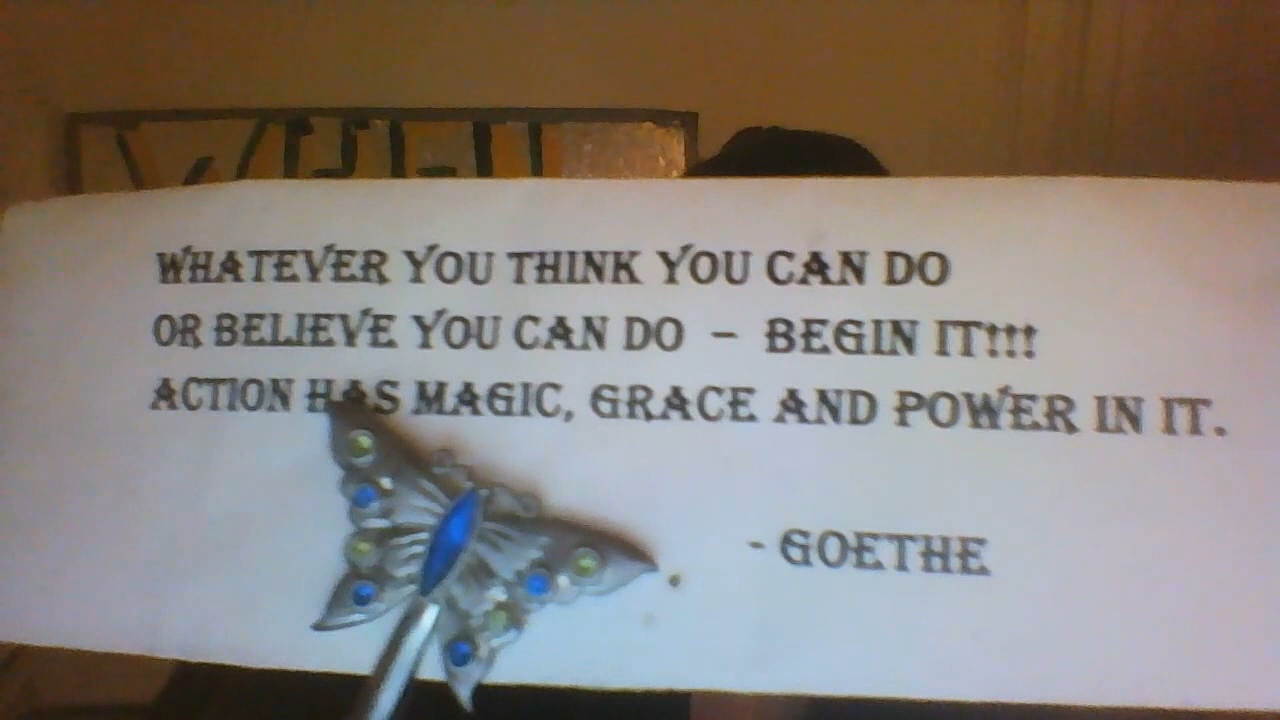 WHATEVER YOU THINK YOU CAN DO
OR BELIEVE YOU CAN DO – BEGIN IT!!!
ACTION HAS MAGIC, GRACE AND POWER IN IT.
- GOETHE